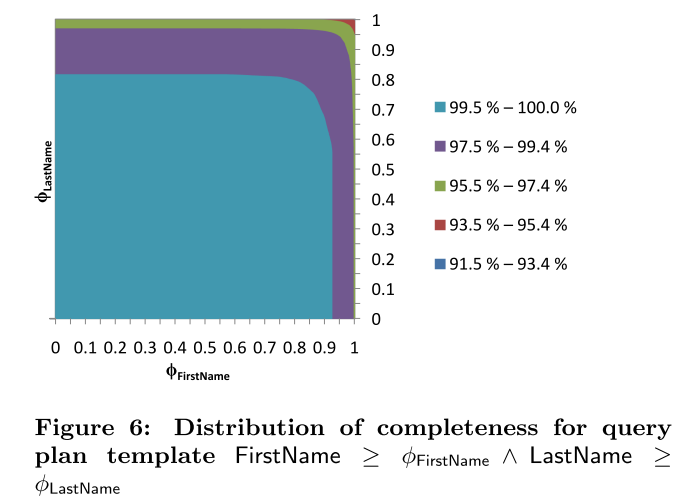 1
0.9
0.8
0.7
0.6
0.5
0.4
0.3
0.2
0.1
0
ϕLastName
0 0.1 0.2 0.3 0.4 0.5 0.6 0.7 0.8 0.9 1
ϕFirstName
99.5 % – 100.0 %
97.5 % – 99.4 %
95.5 % – 97.4 %
93.5 % – 95.4 %
91.5 % – 93.4 %
Figure 6: Distribution of completeness for query
plan template FirstName ≥ ϕFirstName ∧ LastName ≥
ϕLastName